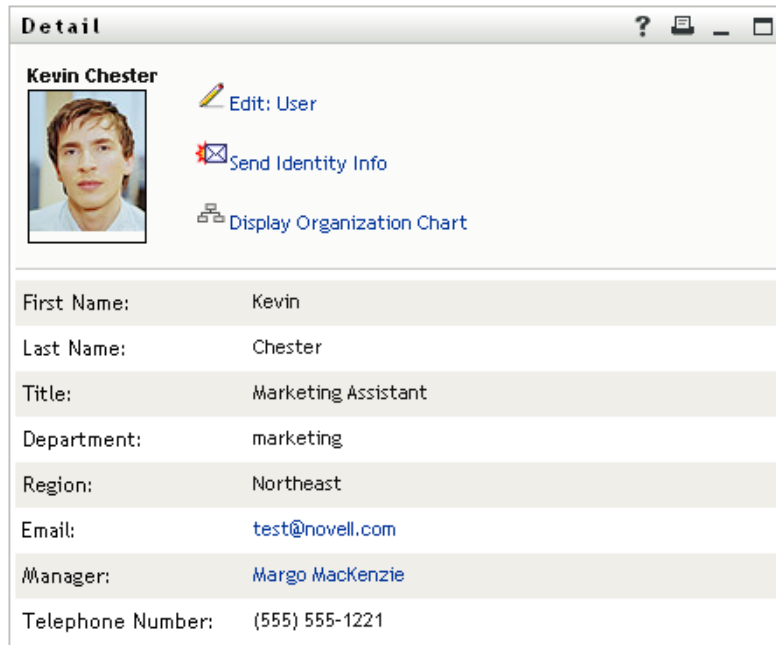 Detail ?
Kevin Chester
Edit: User
Send Identity Info
Display Organization Chart
First Name: Kevin
Last Name: Chester
Title: Marketing Assistant
Department: marketing
Region: Northeast
Email: test@novell.com
Manager: Margo MacKenzie
Telephone Number: (555) 555-1221